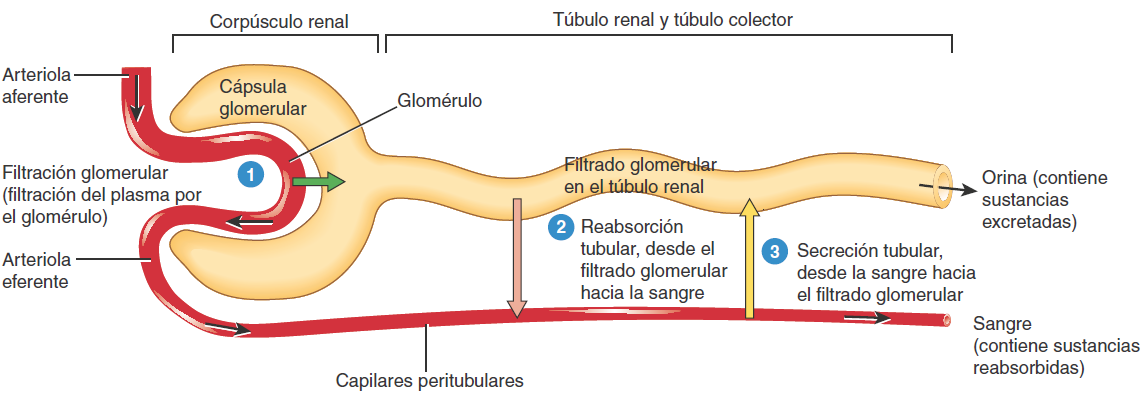 Corpúsculo renal
Túbulo renal y túbulo colector
Arteriola
aferente
Cápsula
glomerular
Glomérulo
Filtración glomerular
(filtración del plasma por
el glomérulo)
1
Filtrado glomerular
en el túbulo renal
Orina (contiene
sustancias
excretadas)
2 Reabsorción
tubular, desde el
filtrado glomerular
hacia la sangre
3 Secreción tubular,
desde la sangre hacia
el filtrado glomerular
Arteriola
eferente
Sangre
(contiene sustancias
reabsorbidas)
Capilares peritubulares